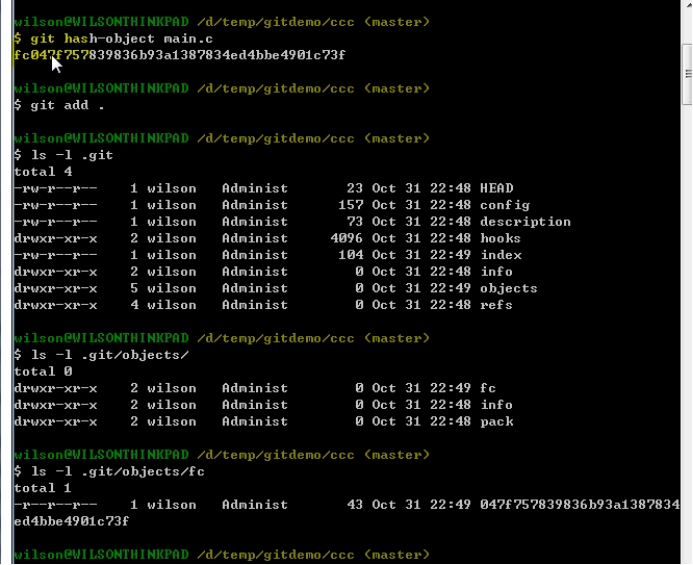 wilson@WILSONTHINKPAD /d/temp/gitdemo/ccc (master)
$ git hash-object main.c
fc047f757839836b93a1387834ed4bbe4901c73f
wilson@WILSONTHINKPAD /d/temp/gitdemo/ccc (master)
$ git add .
wilson@WILSONTHINKPAD /d/temp/gitdemo/ccc (master)
$ ls -l .git
total 4
-rw-r--r-- 1 wilson Administ 23 Oct 31 22:48 HEAD
-rw-r--r-- 1 wilson Administ 157 Oct 31 22:48 config
-rw-r--r-- 1 wilson Administ 73 Oct 31 22:48 description
drwxr-xr-x 2 wilson Administ 4096 Oct 31 22:48 hooks
-rw-r--r-- 1 wilson Administ 104 Oct 31 22:49 index
drwxr-xr-x 2 wilson Administ 0 Oct 31 22:48 info
drwxr-xr-x 5 wilson Administ 0 Oct 31 22:49 objects
drwxr-xr-x 4 wilson Administ 0 Oct 31 22:48 refs
wilson@WILSONTHINKPAD /d/temp/gitdemo/ccc (master)
$ ls -l .git/objects/
total 0
drwxr-xr-x 2 wilson Administ 0 Oct 31 22:49 fc
drwxr-xr-x 2 wilson Administ 0 Oct 31 22:48 info
drwxr-xr-x 2 wilson Administ 0 Oct 31 22:48 pack
wilson@WILSONTHINKPAD /d/temp/gitdemo/ccc (master)
$ ls -l .git/objects/fc
total 1
-r--r--r-- 1 wilson Administ 43 Oct 31 22:49 047f757839836b93a1387834
ed4bbe4901c73f
wilson@WILSONTHINKPAD /d/temp/gitdemo/ccc (master)